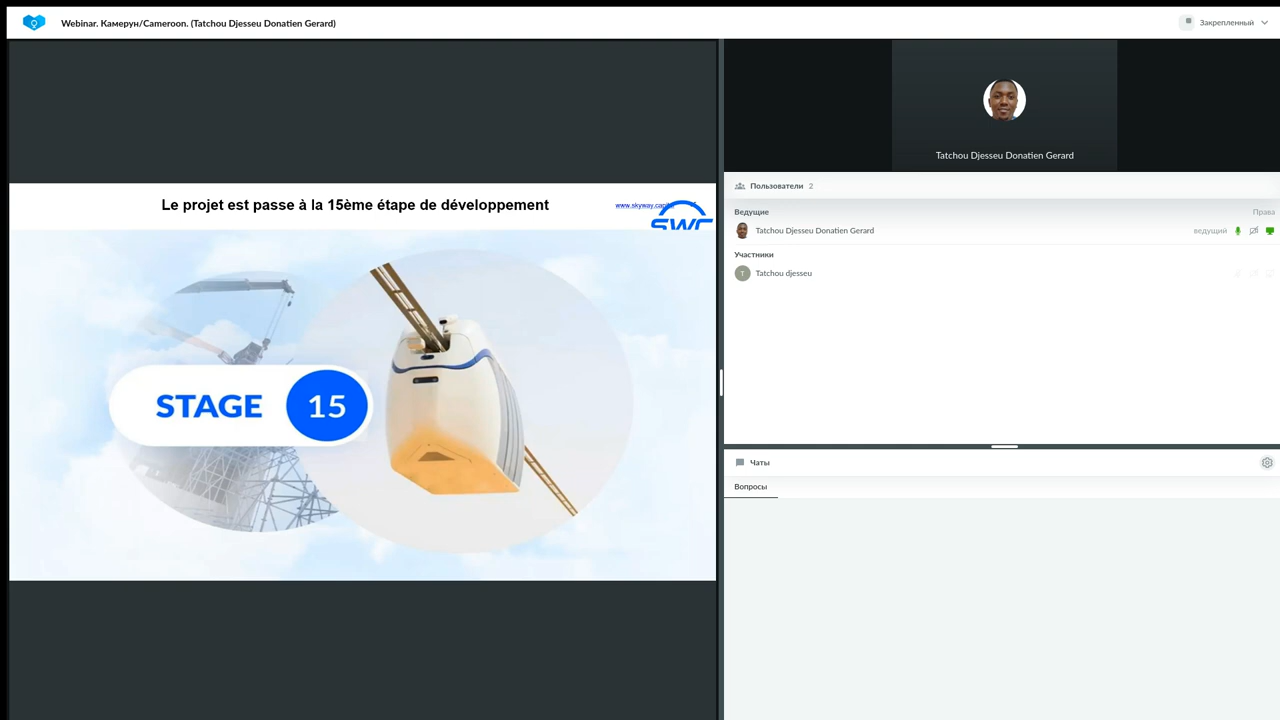 Webinar. Камерун/Cameroon. (Tatchou Djesseu Donatien Gerard)
Закрепленный
Le projet est passe à la 15ème étape de développement
SWC
STAGE 15
Tatchou Djesseu Donatien Gerard
Пользователи 2
Ведущие Права
Tatchou Djesseu Donatien Gerard ведущий
Участники
T Tatchou djesseu
Чаты
Вопросы